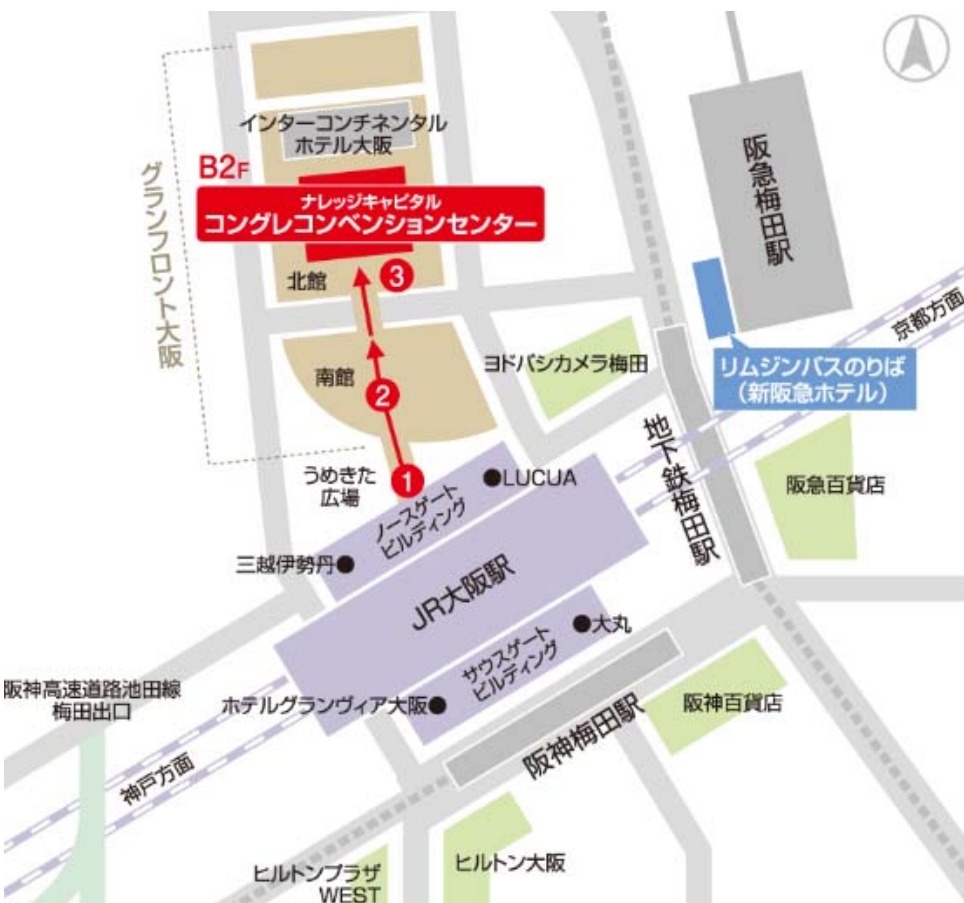 インターコンチネンタル
ホテル大阪
B2F
ナレッジキャピタル
コングレコンベンションセンター
グランフロント大阪
北館
3
阪急梅田駅
京都方面
リムジンバスのりば
（新阪急ホテル）
ヨドバシカメラ梅田
南館
2
地下鉄梅田駅
うめきた
広場
1
LUCUA
阪急百貨店
ノースゲート
ビルディング
三越伊勢丹
JR大阪駅
大丸
サウスゲート
ビルディング
阪神高速道路池田線
梅田出口
ホテルグランヴィア大阪
阪神百貨店
阪神梅田駅
神戸方面
ヒルトンプラザ
WEST
ヒルトン大阪